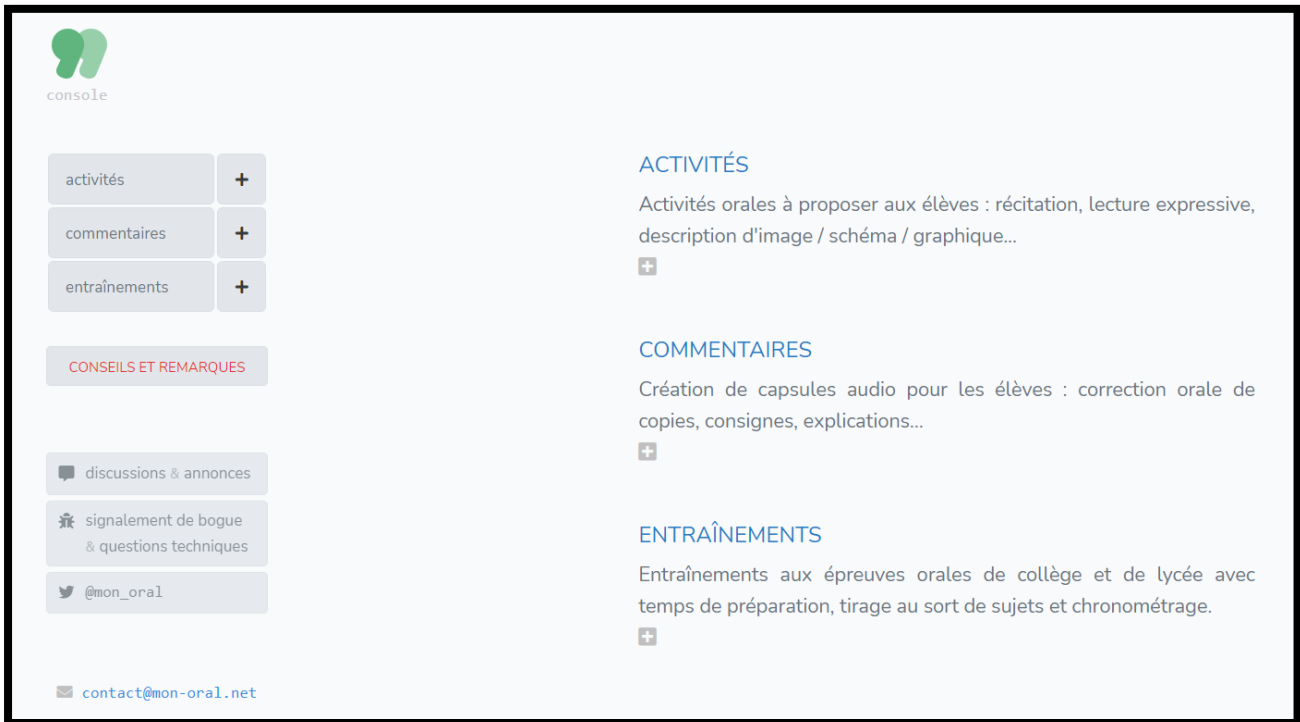 console
activités
commentaires
entraînements
CONSEILS ET REMARQUES
discussions & annonces
signalement de bogue
& questions techniques
@mon_oral
contact@mon-oral.net
ACTIVITÉS
Activités orales à proposer aux élèves : récitation, lecture expressive,
description d'image / schéma / graphique...
COMMENTAIRES
Création de capsules audio pour les élèves : correction orale de
copies, consignes, explications...
ENTRAÎNEMENTS
Entraînements aux épreuves orales de collège et de lycée avec
temps de préparation, tirage au sort de sujets et chronométrage.